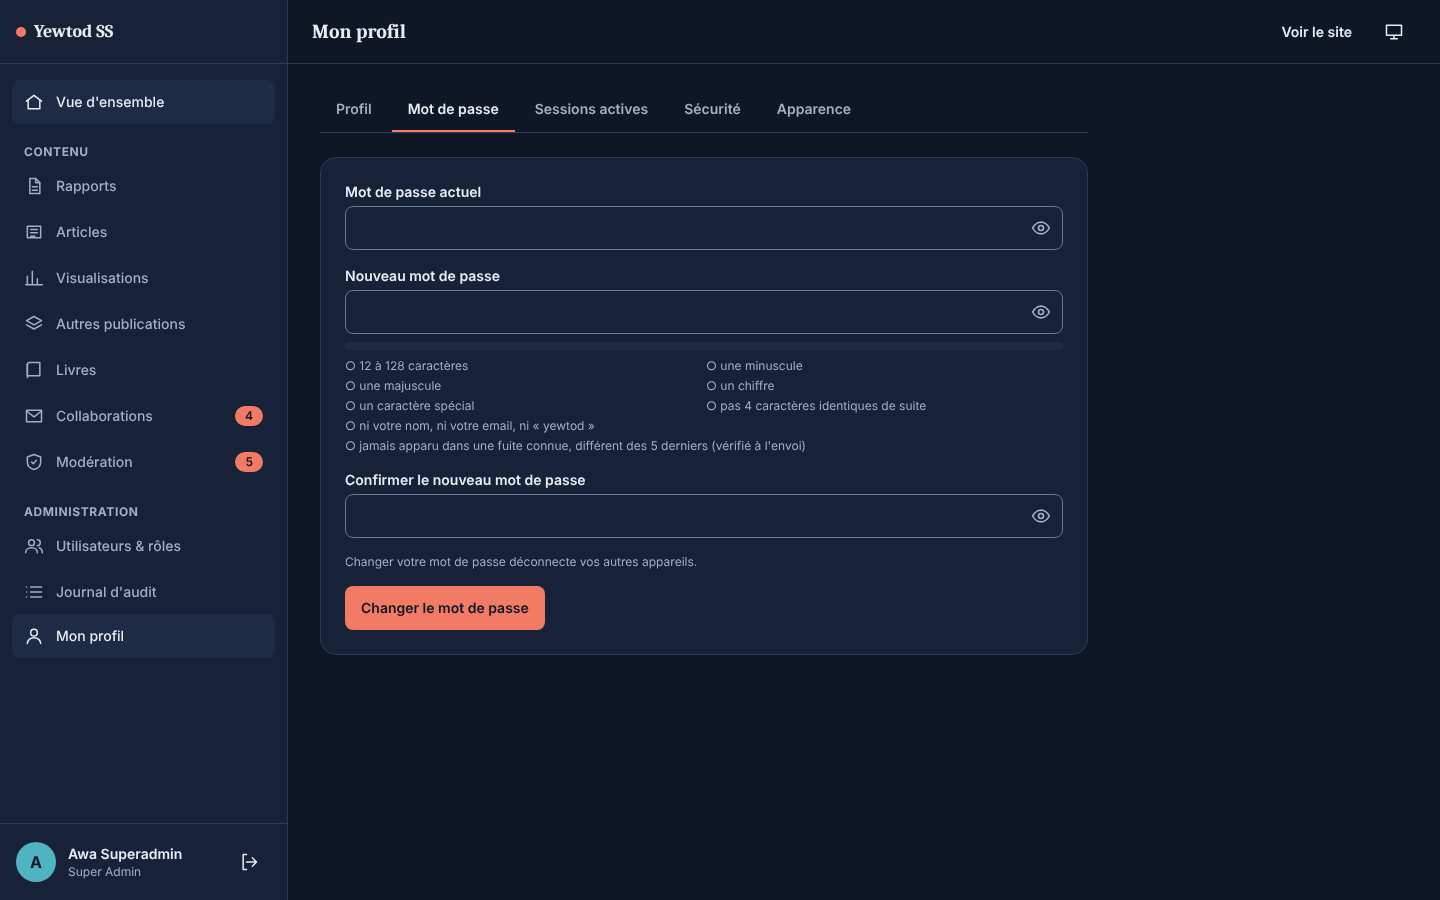 Yewtod SS
Mon profil
Voir le site
Vue d'ensemble
CONTENU
Rapports
Articles
Visualisations
Autres publications
Livres
Collaborations 4
Modération 5
ADMINISTRATION
Utilisateurs & rôles
Journal d'audit
Mon profil
A
Awa Superadmin
Super Admin
Profil Mot de passe Sessions actives Sécurité Apparence
Mot de passe actuel
Nouveau mot de passe
12 à 128 caractères
une minuscule
une majuscule
un chiffre
un caractère spécial
pas 4 caractères identiques de suite
ni votre nom, ni votre email, ni « yewtod »
jamais apparu dans une fuite connue, différent des 5 derniers (vérifié à l'envoi)
Confirmer le nouveau mot de passe
Changer votre mot de passe déconnecte vos autres appareils.
Changer le mot de passe